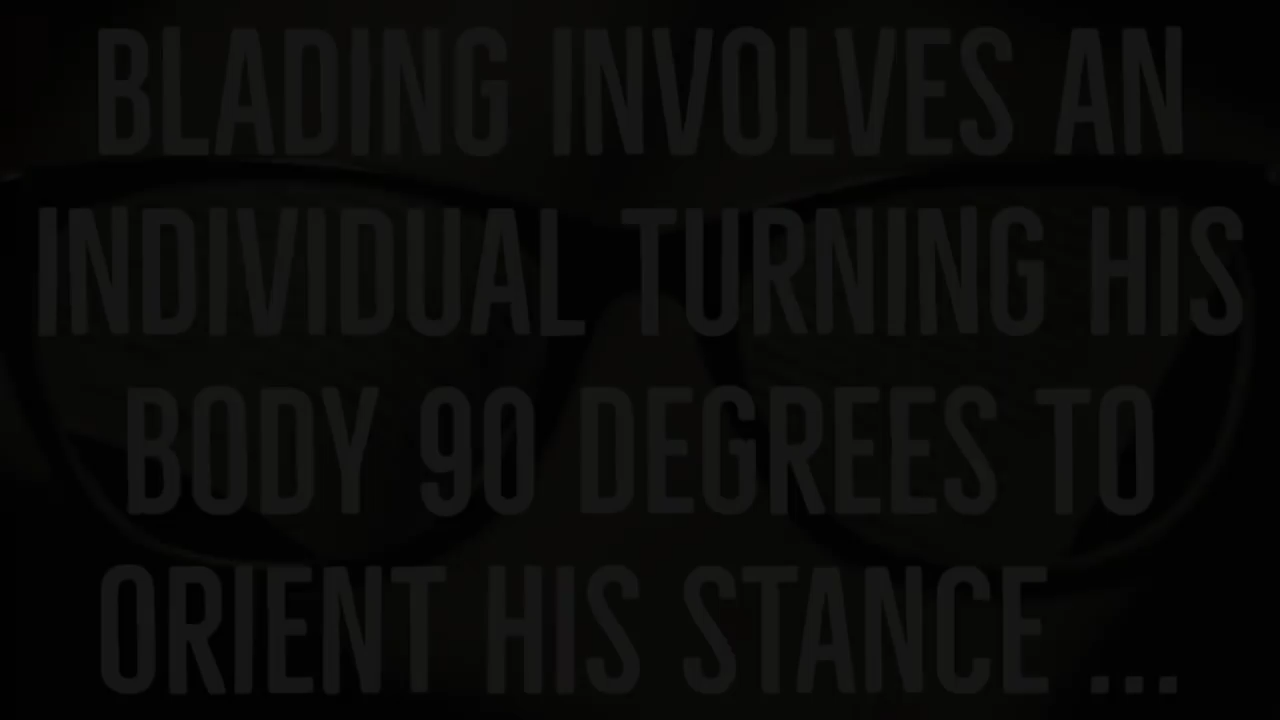 BLADING INVOLVES AN
INDIVIDUAL TURNING HIS
BODY 90 DEGREES TO
ORIENT HIS STANCE ...